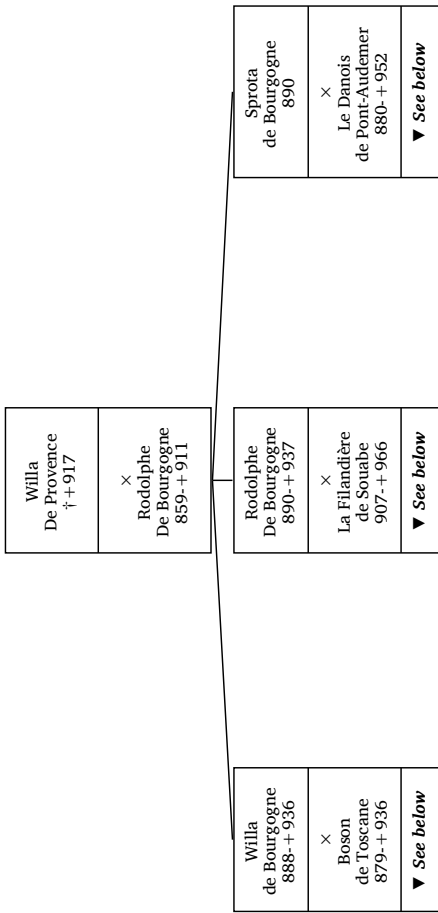 Willa
De Provence
†+917
×
Rodolphe
De Bourgogne
859-+911
Willa
de Bourgogne
888-+936
×
Boson
de Toscane
879-+936
▼ See below
Rodolphe
De Bourgogne
890-+937
×
La Filandière
de Souabe
907-+966
▼ See below
Sprota
de Bourgogne
890
×
Le Danois
de Pont-Audemer
880-+952
▼ See below